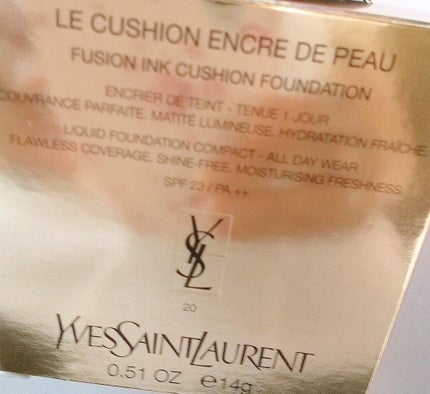 LE CUSHION ENCRE DE PEAU
FUSION INK CUSHION FOUNDATION
ENCRIER DE TEINT - TENUE 1 JOUR
COUVRANCE PARFAITE, MATITÉ LUMINEUSE, HYDRATATION FRAÎCHE
LIQUID FOUNDATION COMPACT - ALL DAY WEAR
FLAWLESS COVERAGE, SHINE-FREE, MOISTURISING FRESHNESS
SPF 23 / PA ++
YSL
20
YVESSAINTLAURENT
0.51 OZ e14g